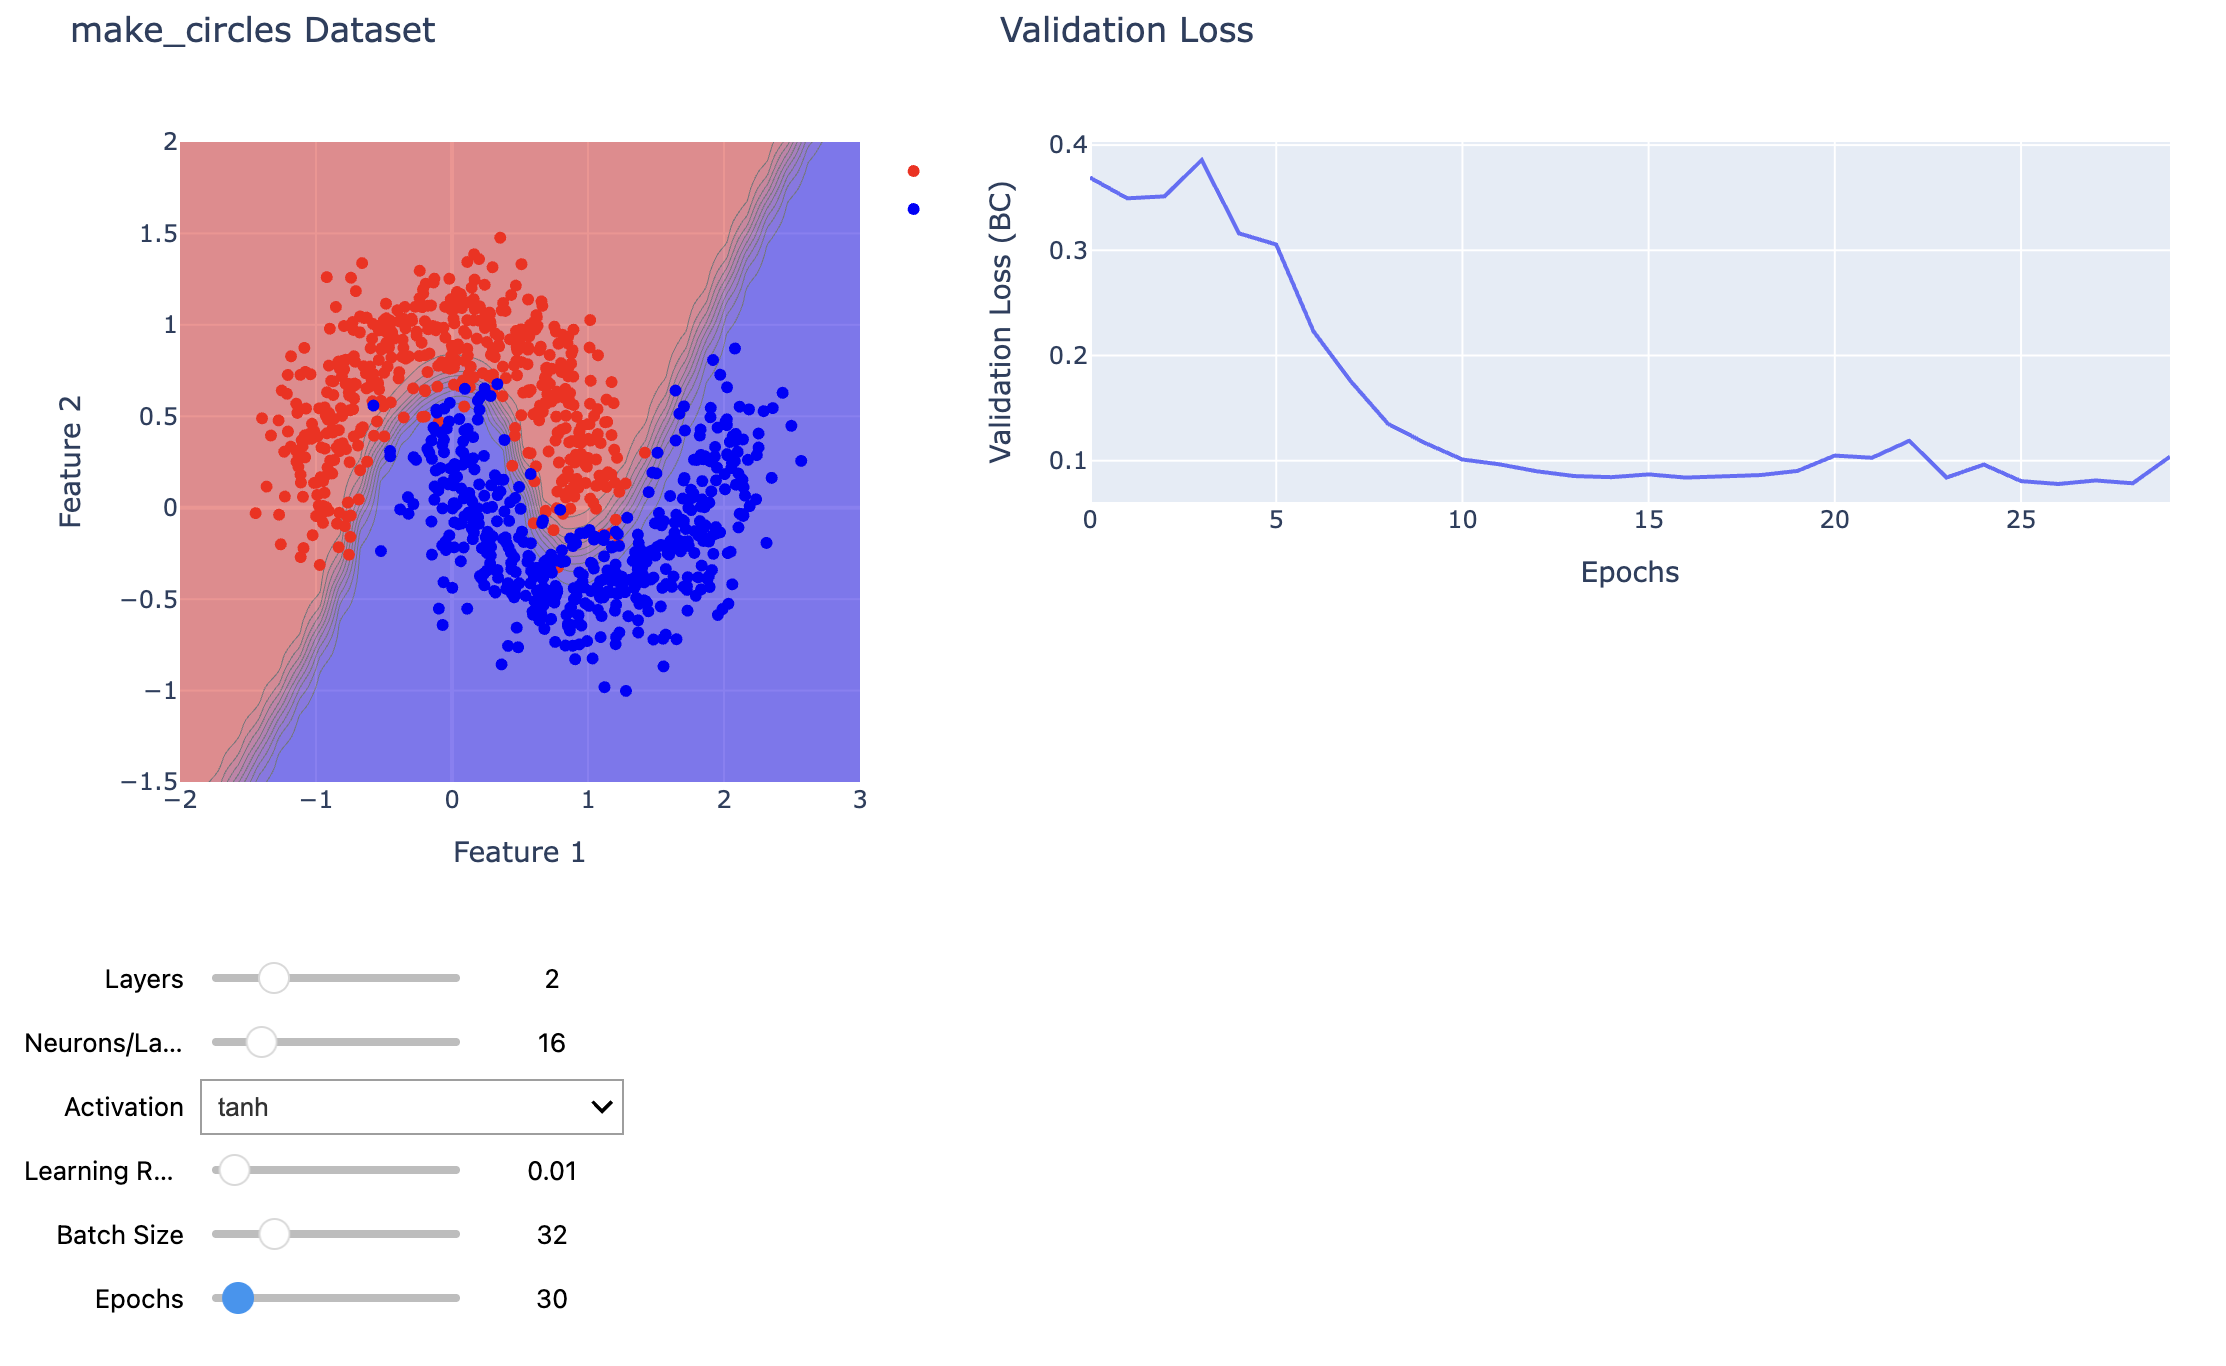 make_circles Dataset
Validation Loss
2
1.5
1
0.5
0
−0.5
−1
−1.5
−2 −1 0 1 2 3
Feature 2
Feature 1
0.4
0.3
0.2
0.1
0 5 10 15 20 25
Validation Loss (BC)
Epochs
Layers 2
Neurons/La... 16
Activation tanh
Learning R... 0.01
Batch Size 32
Epochs 30